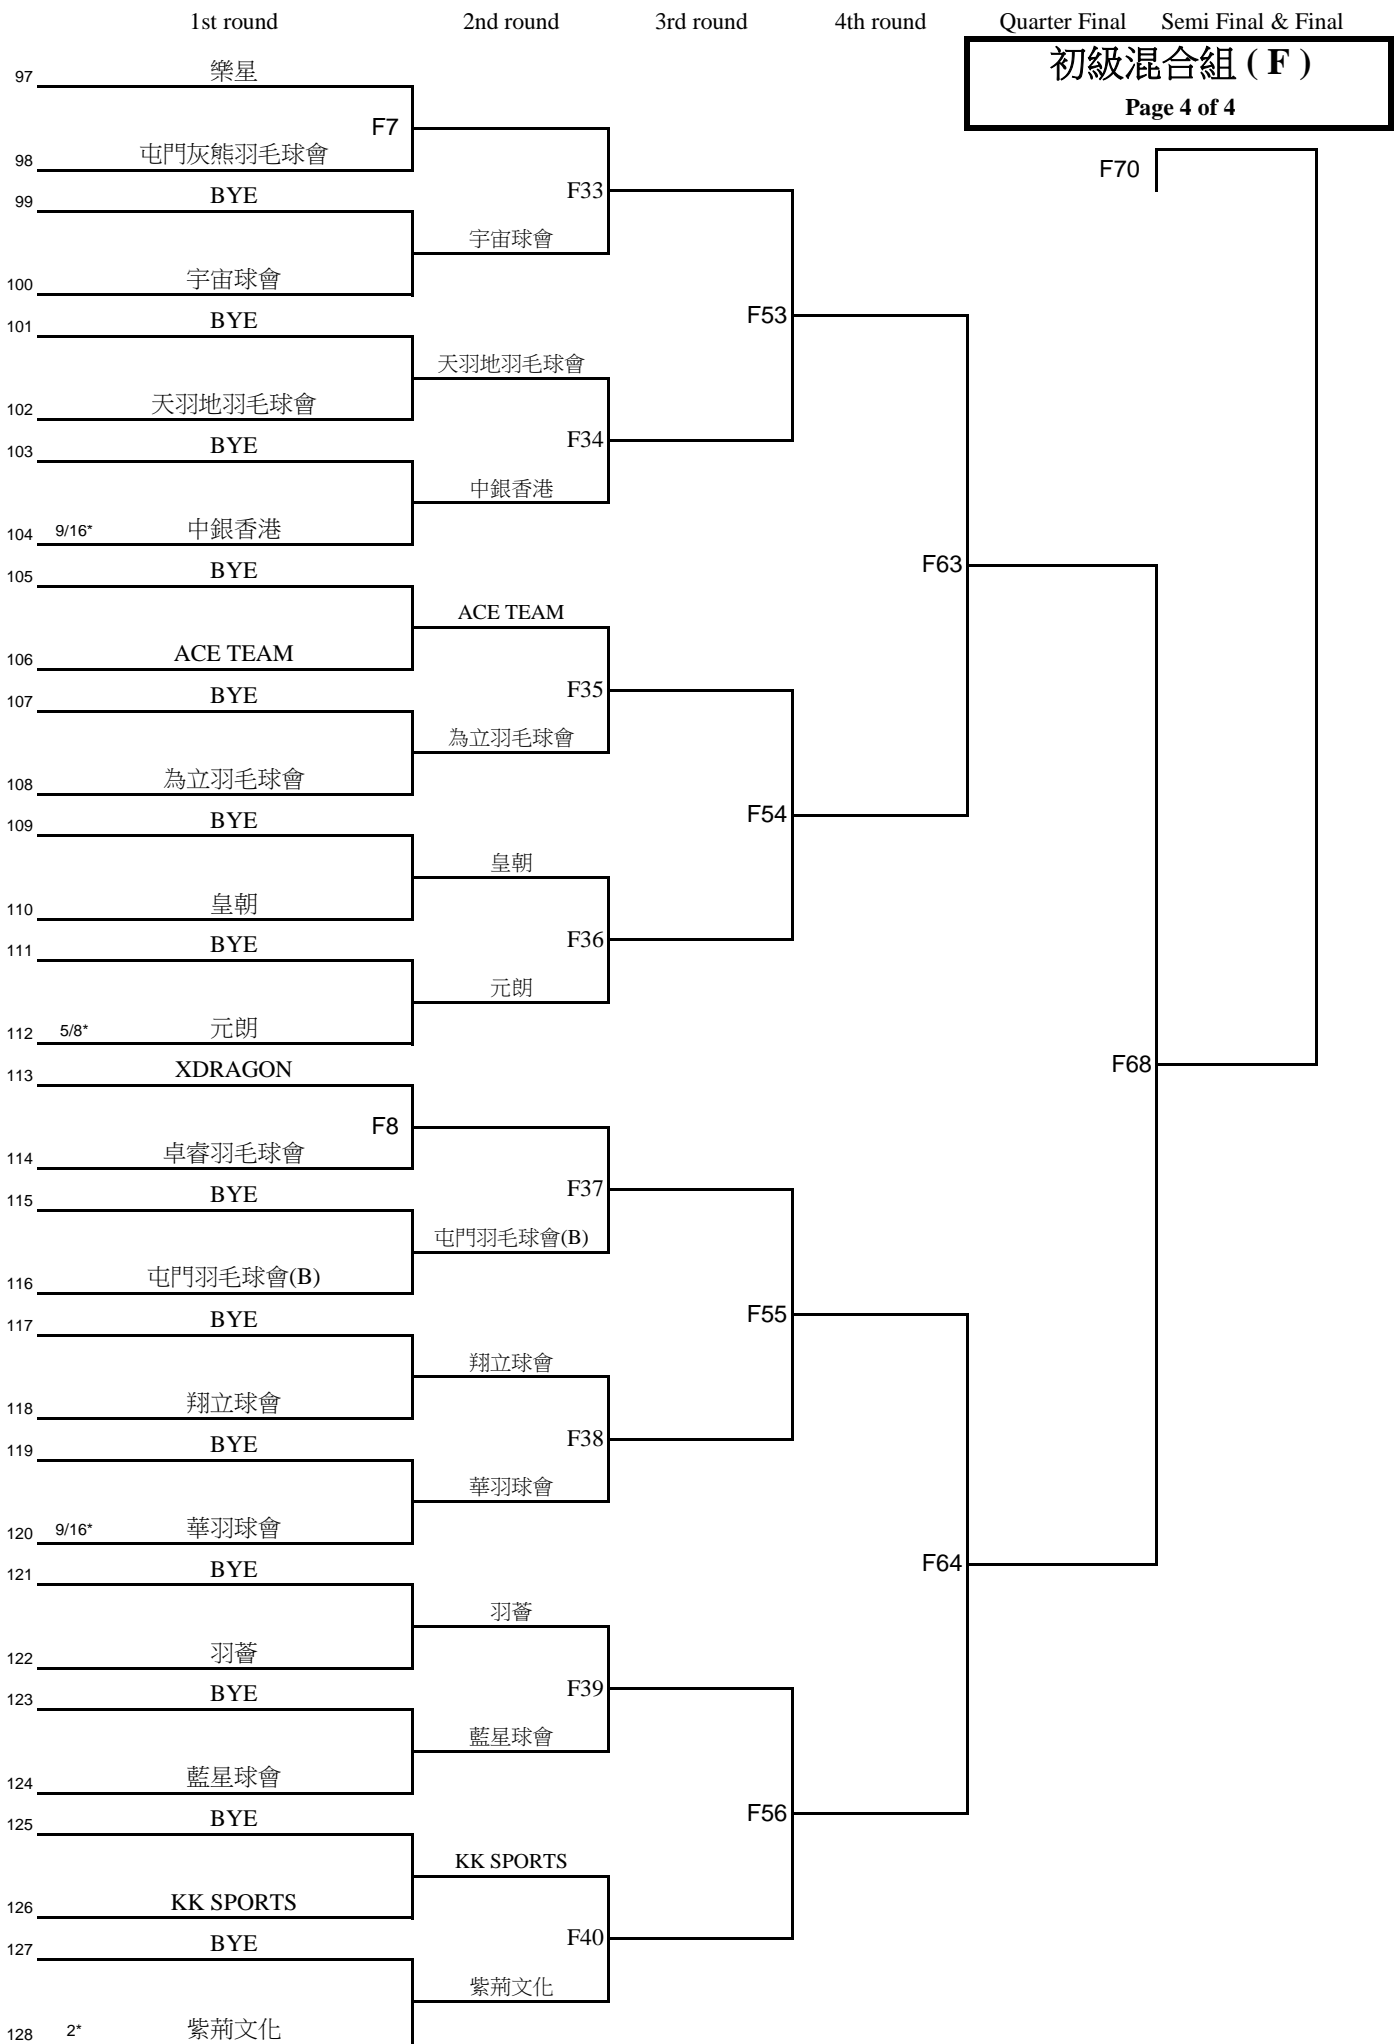 1st round 2nd round 3rd round 4th round Quarter Final Semi Final & Final
初級混合組 ( F )
Page 4 of 4
97 樂星
F7
98 屯門灰熊羽毛球會
F70
99 BYE
F33
宇宙球會
100 宇宙球會
101 BYE
F53
天羽地羽毛球會
102 天羽地羽毛球會
103 BYE
F34
中銀香港
104 9/16* 中銀香港
105 BYE
F63
ACE TEAM
106 ACE TEAM
107 BYE
F35
為立羽毛球會
108 為立羽毛球會
109 BYE
F54
皇朝
110 皇朝
111 BYE
F36
元朗
112 5/8* 元朗
113 XDRAGON
F68
F8
114 卓睿羽毛球會
115 BYE
F37
屯門羽毛球會(B)
116 屯門羽毛球會(B)
117 BYE
F55
翔立球會
118 翔立球會
119 BYE
F38
華羽球會
120 9/16* 華羽球會
121 BYE
F64
羽薈
122 羽薈
123 BYE
F39
藍星球會
124 藍星球會
125 BYE
F56
KK SPORTS
126 KK SPORTS
127 BYE
F40
紫荊文化
128 2* 紫荊文化